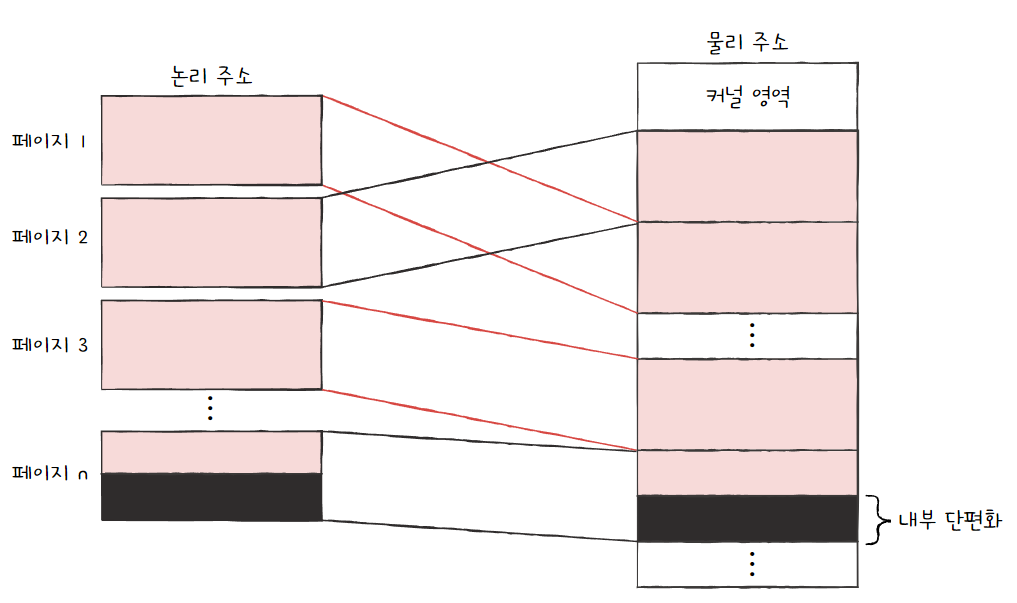 물리 주소
논리 주소
커널 영역
페이지 1
페이지 2
페이지 3
페이지 n
내부 단편화